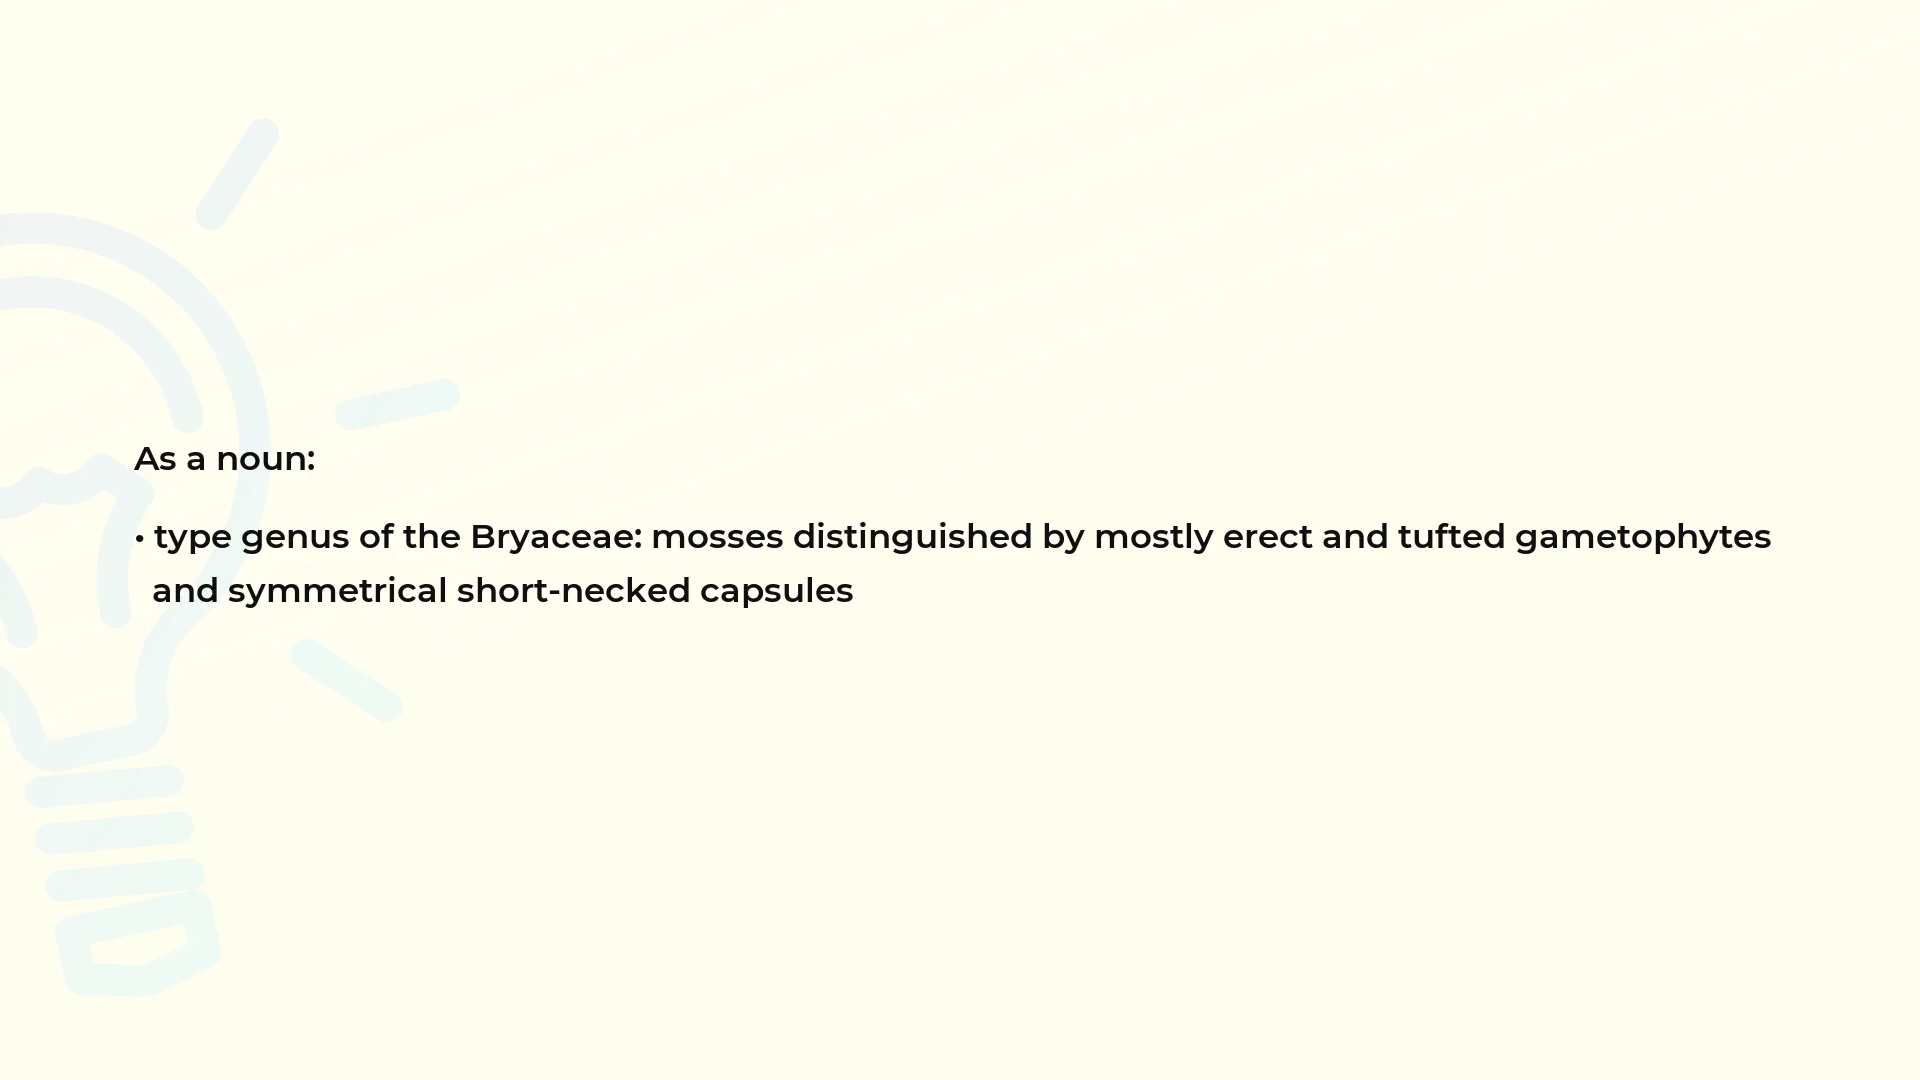 As a noun:
• type genus of the Bryaceae: mosses distinguished by mostly erect and tufted gametophytes
and symmetrical short-necked capsules